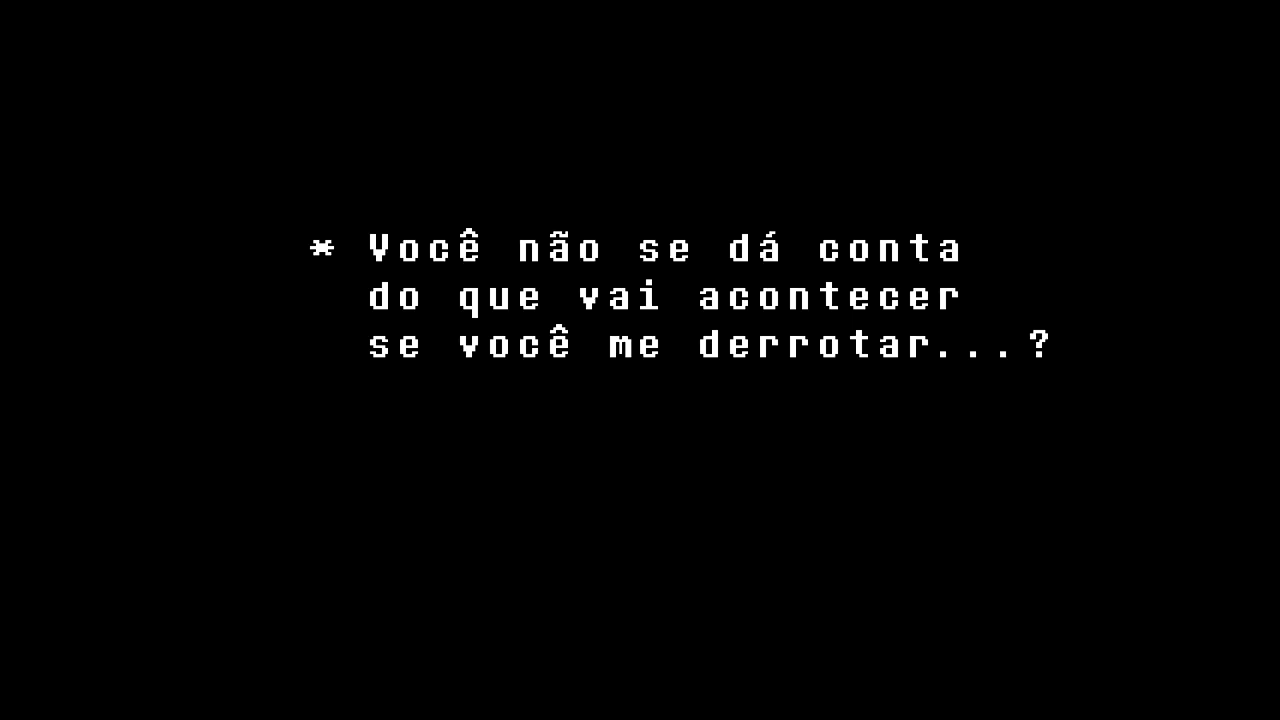 * Você não se dá conta
do que vai acontecer
se você me derrotar...?